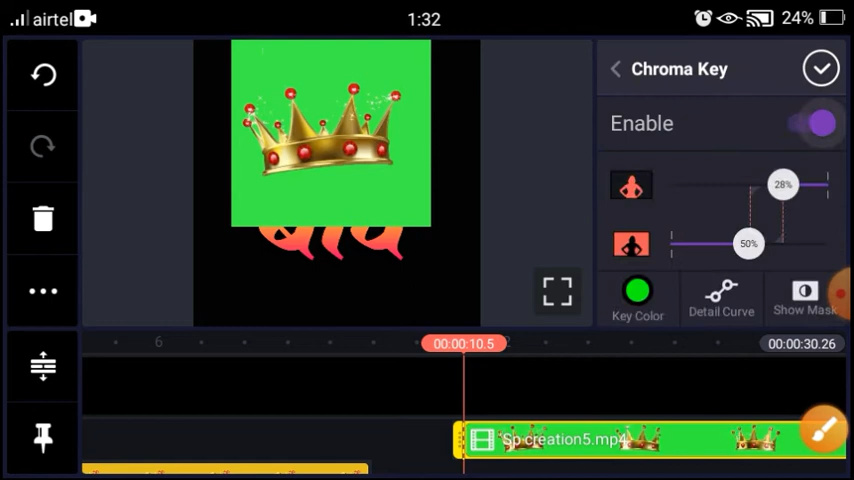 airtel
1:32
24%
Chroma Key
Enable
28%
50%
Key Color
Detail Curve
Show Mask
6
00:00:10.5
00:00:30.26
Sp creation5.mp4